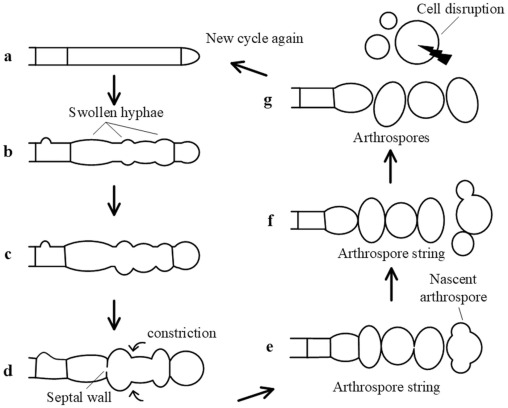 a
Swollen hyphae
b
c
constriction
d
Septal wall
Cell disruption
New cycle again
g
Arthrospores
f
Arthrospore string
Nascent
arthrospore
e
Arthrospore string